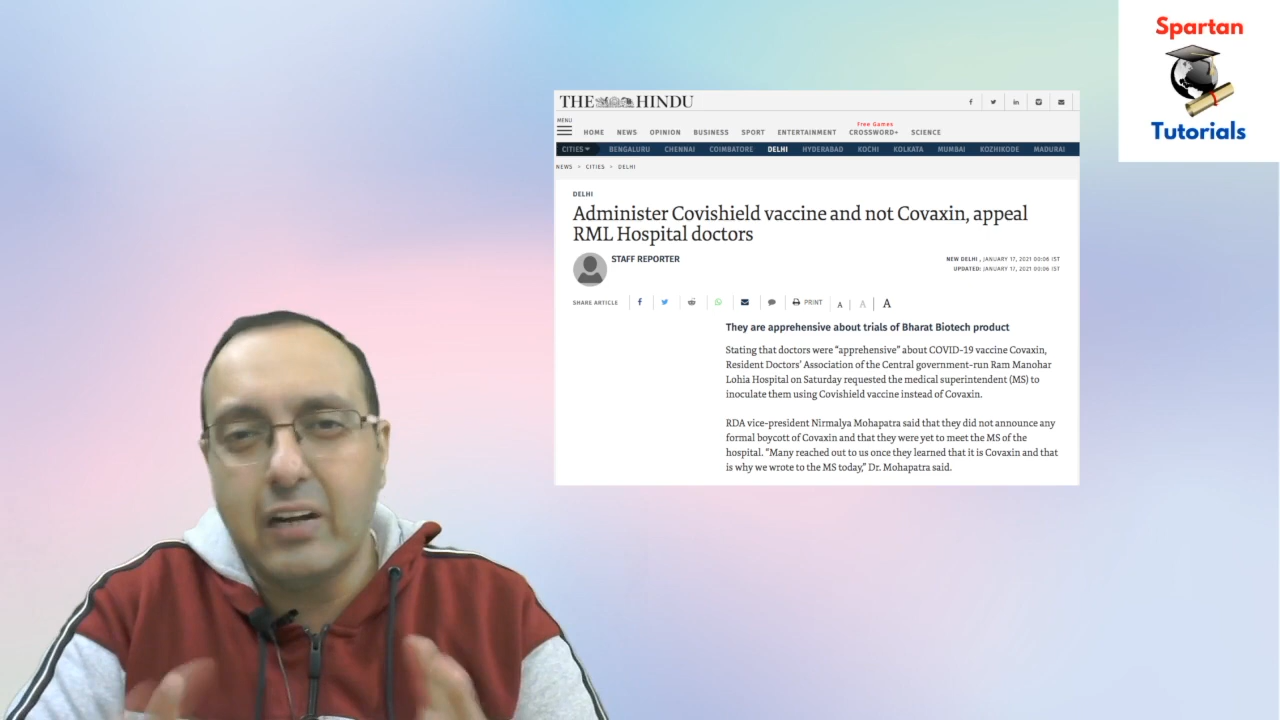 Spartan
Tutorials
THE HINDU
MENU
HOME NEWS OPINION BUSINESS SPORT ENTERTAINMENT Free Games CROSSWORD+ SCIENCE
CITIES BENGALURU CHENNAI COIMBATORE DELHI HYDERABAD KOCHI KOLKATA MUMBAI KOZHIKODE MADURAI
NEWS > CITIES > DELHI
DELHI
Administer Covishield vaccine and not Covaxin, appeal
RML Hospital doctors
STAFF REPORTER
NEW DELHI , JANUARY 17, 2021 00:06 IST
UPDATED: JANUARY 17, 2021 00:06 IST
SHARE ARTICLE PRINT A A A
They are apprehensive about trials of Bharat Biotech product
Stating that doctors were “apprehensive” about COVID-19 vaccine Covaxin,
Resident Doctors’ Association of the Central government-run Ram Manohar
Lohia Hospital on Saturday requested the medical superintendent (MS) to
inoculate them using Covishield vaccine instead of Covaxin.
RDA vice-president Nirmalya Mohapatra said that they did not announce any
formal boycott of Covaxin and that they were yet to meet the MS of the
hospital. “Many reached out to us once they learned that it is Covaxin and that
is why we wrote to the MS today,” Dr. Mohapatra said.